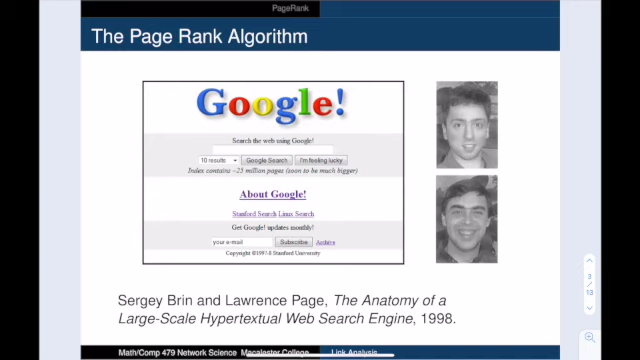 PageRank
The Page Rank Algorithm
Google!
Search the web using Google!
10 results Google Search I'm feeling lucky
Index contains ~25 million pages (soon to be much bigger)
About Google!
Stanford Search Linux Search
Get Google! updates monthly!
your e-mail Subscribe Archive
Copyright ©1997-8 Stanford University
3
/
13
Sergey Brin and Lawrence Page, The Anatomy of a
Large-Scale Hypertextual Web Search Engine, 1998.
Math/Comp 479 Network Science Macalester College Link Analysis